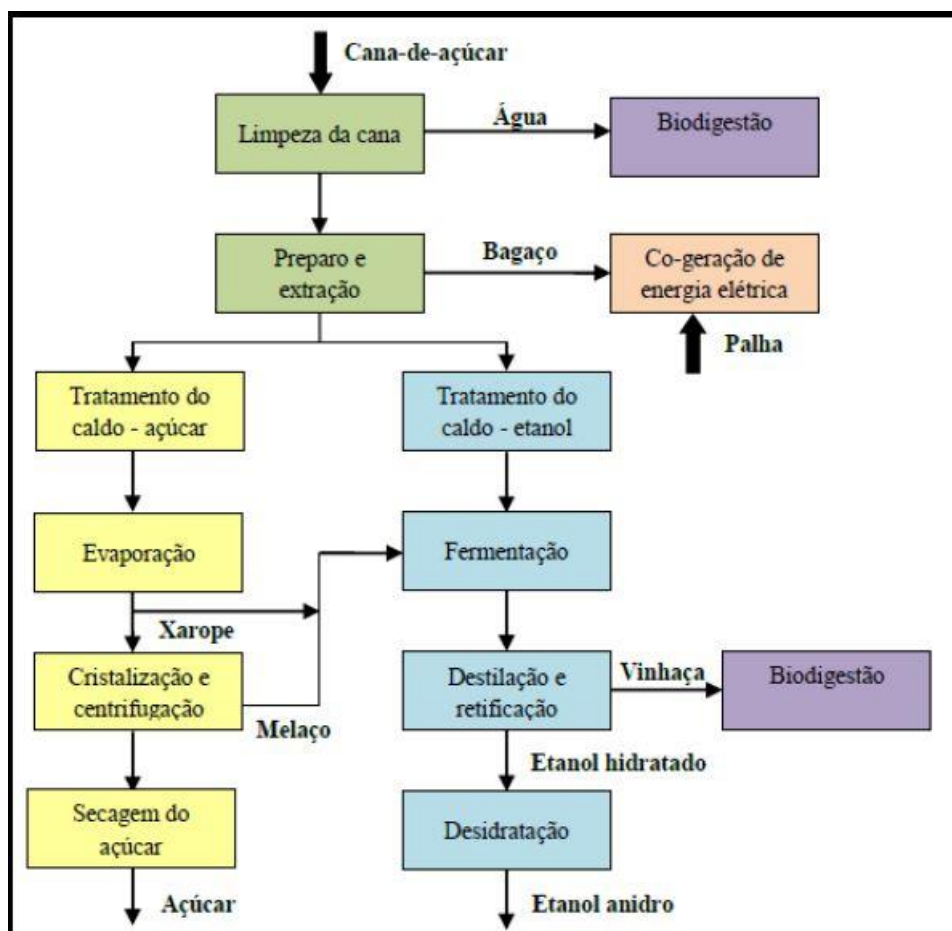 Cana-de-açúcar
Limpeza da cana
Água
Biodigestão
Preparo e
extração
Bagaço
Co-geração de
energia elétrica
Palha
Tratamento do
caldo - açúcar
Tratamento do
caldo - etanol
Evaporação
Fermentação
Xarope
Cristalização e
centrifugação
Melaço
Destilação e
retificação
Vinhaça
Biodigestão
Etanol hidratado
Secagem do
açúcar
Desidratação
Açúcar
Etanol anidro